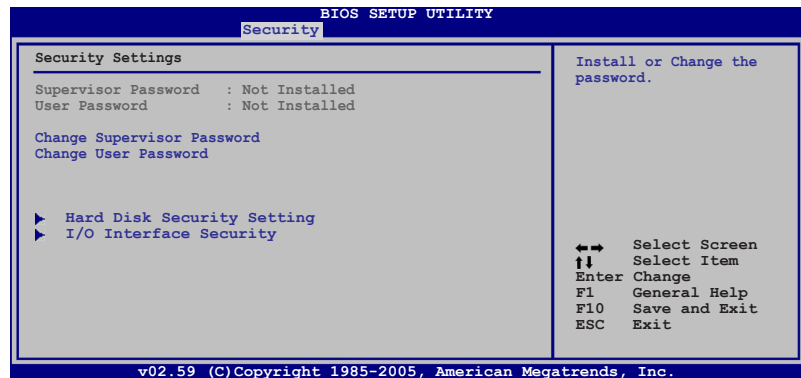 BIOS SETUP UTILITY
Security
Security Settings
Supervisor Password : Not Installed
User Password : Not Installed
Change Supervisor Password
Change User Password
Hard Disk Security Setting
I/O Interface Security
Install or Change the
password.
Select Screen
Select Item
Enter Change
F1 General Help
F10 Save and Exit
ESC Exit
v02.59 (C)Copyright 1985-2005, American Megatrends, Inc.